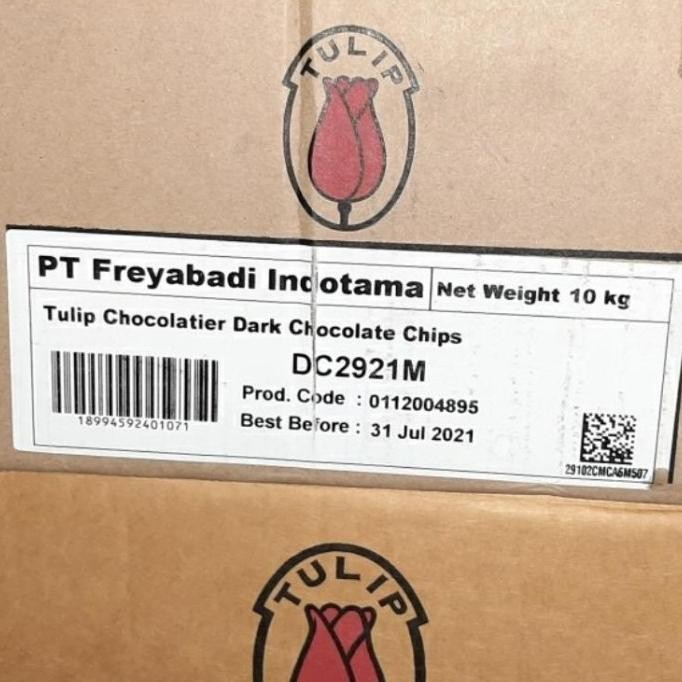 TULIP
PT Freyabadi Indotama
Net Weight 10 kg
Tulip Chocolatier Dark Chocolate Chips
DC2921M
Prod. Code : 0112004895
Best Before : 31 Jul 2021
18994592401071
29102CMCA6M507
TULIP